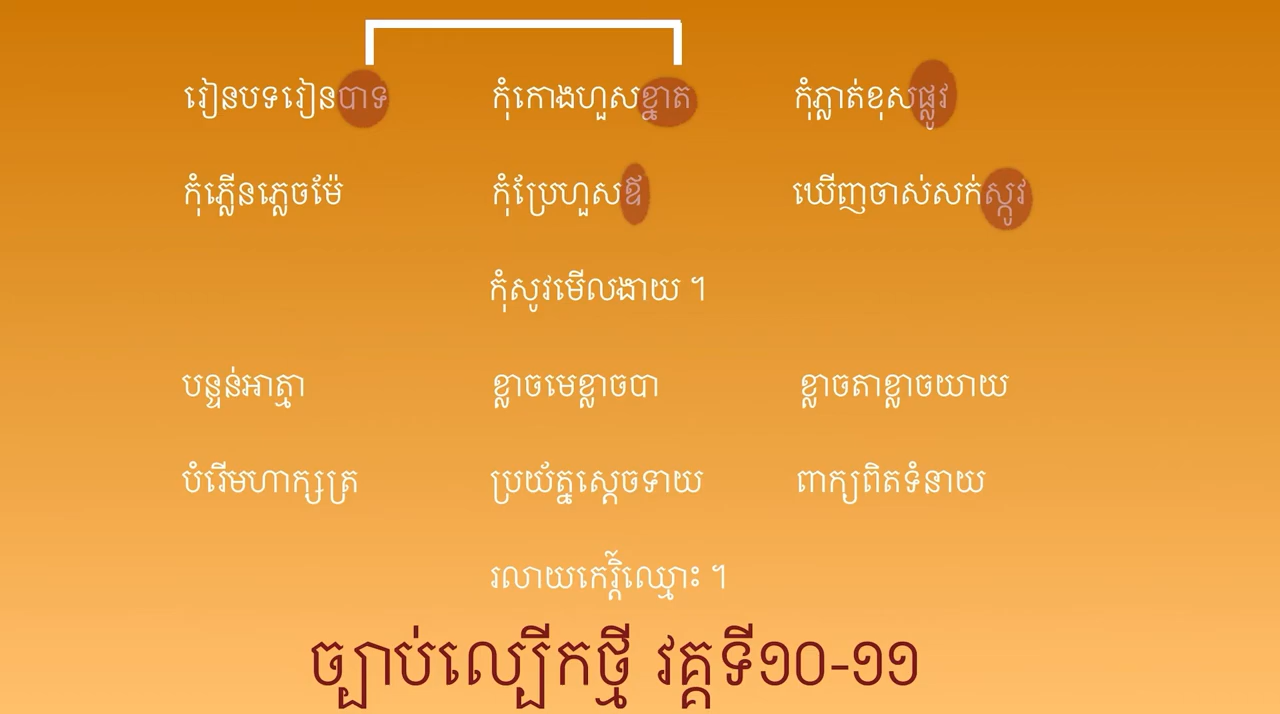 រៀនបទរៀនបាទ កុំកោងហួសខ្នាត កុំភ្លាត់ខុសផ្លូវ
កុំភ្លើនភ្លេចម៉ែ កុំប្រែហួសឪ ឃើញចាស់សក់ស្កូវ
កុំសូវមើលងាយ ។
បន្ទន់អាត្មា ខ្លាចមេខ្លាចបា ខ្លាចតាខ្លាចយាយ
បំរើមហាក្សត្រ ប្រយ័ត្នស្ដេចទាយ ពាក្យពិតទំនាយ
រលាយកេរ្ដិ៍ឈ្មោះ ។
ច្បាប់ល្បើកថ្មី វគ្គទី១០-១១